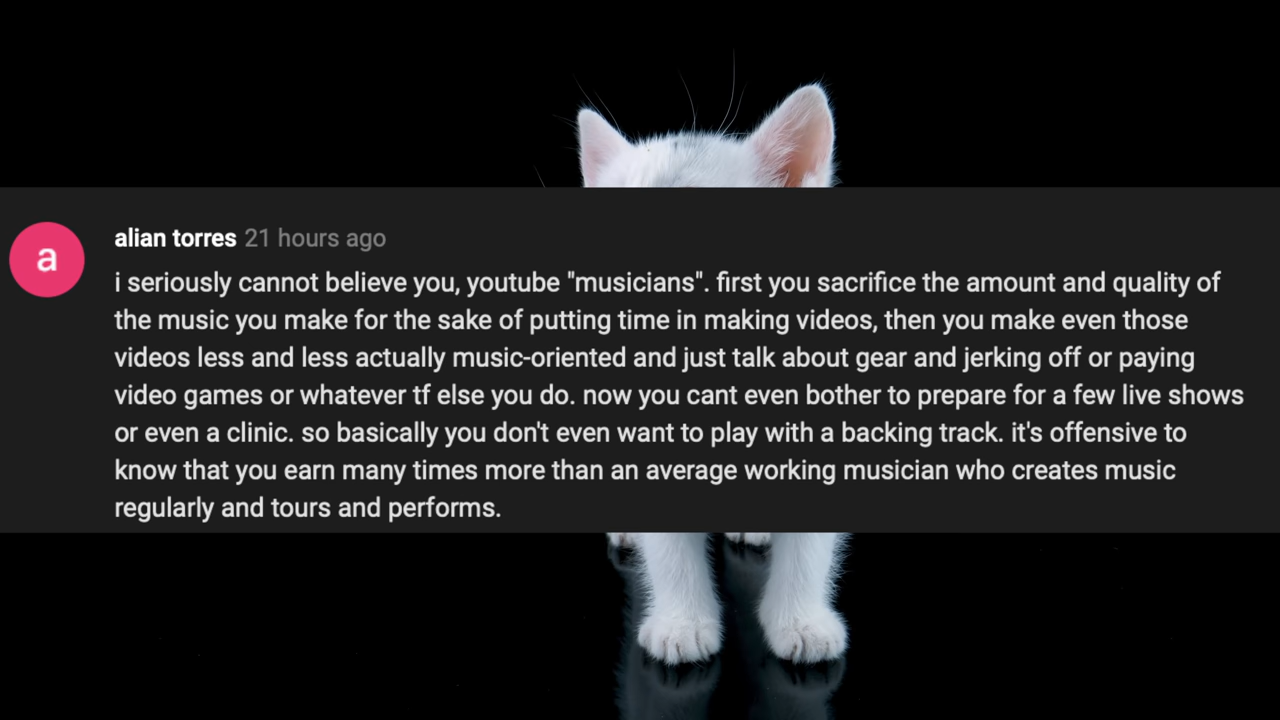 a
alian torres 21 hours ago
i seriously cannot believe you, youtube "musicians". first you sacrifice the amount and quality of
the music you make for the sake of putting time in making videos, then you make even those
videos less and less actually music-oriented and just talk about gear and jerking off or paying
video games or whatever tf else you do. now you cant even bother to prepare for a few live shows
or even a clinic. so basically you don't even want to play with a backing track. it's offensive to
know that you earn many times more than an average working musician who creates music
regularly and tours and performs.